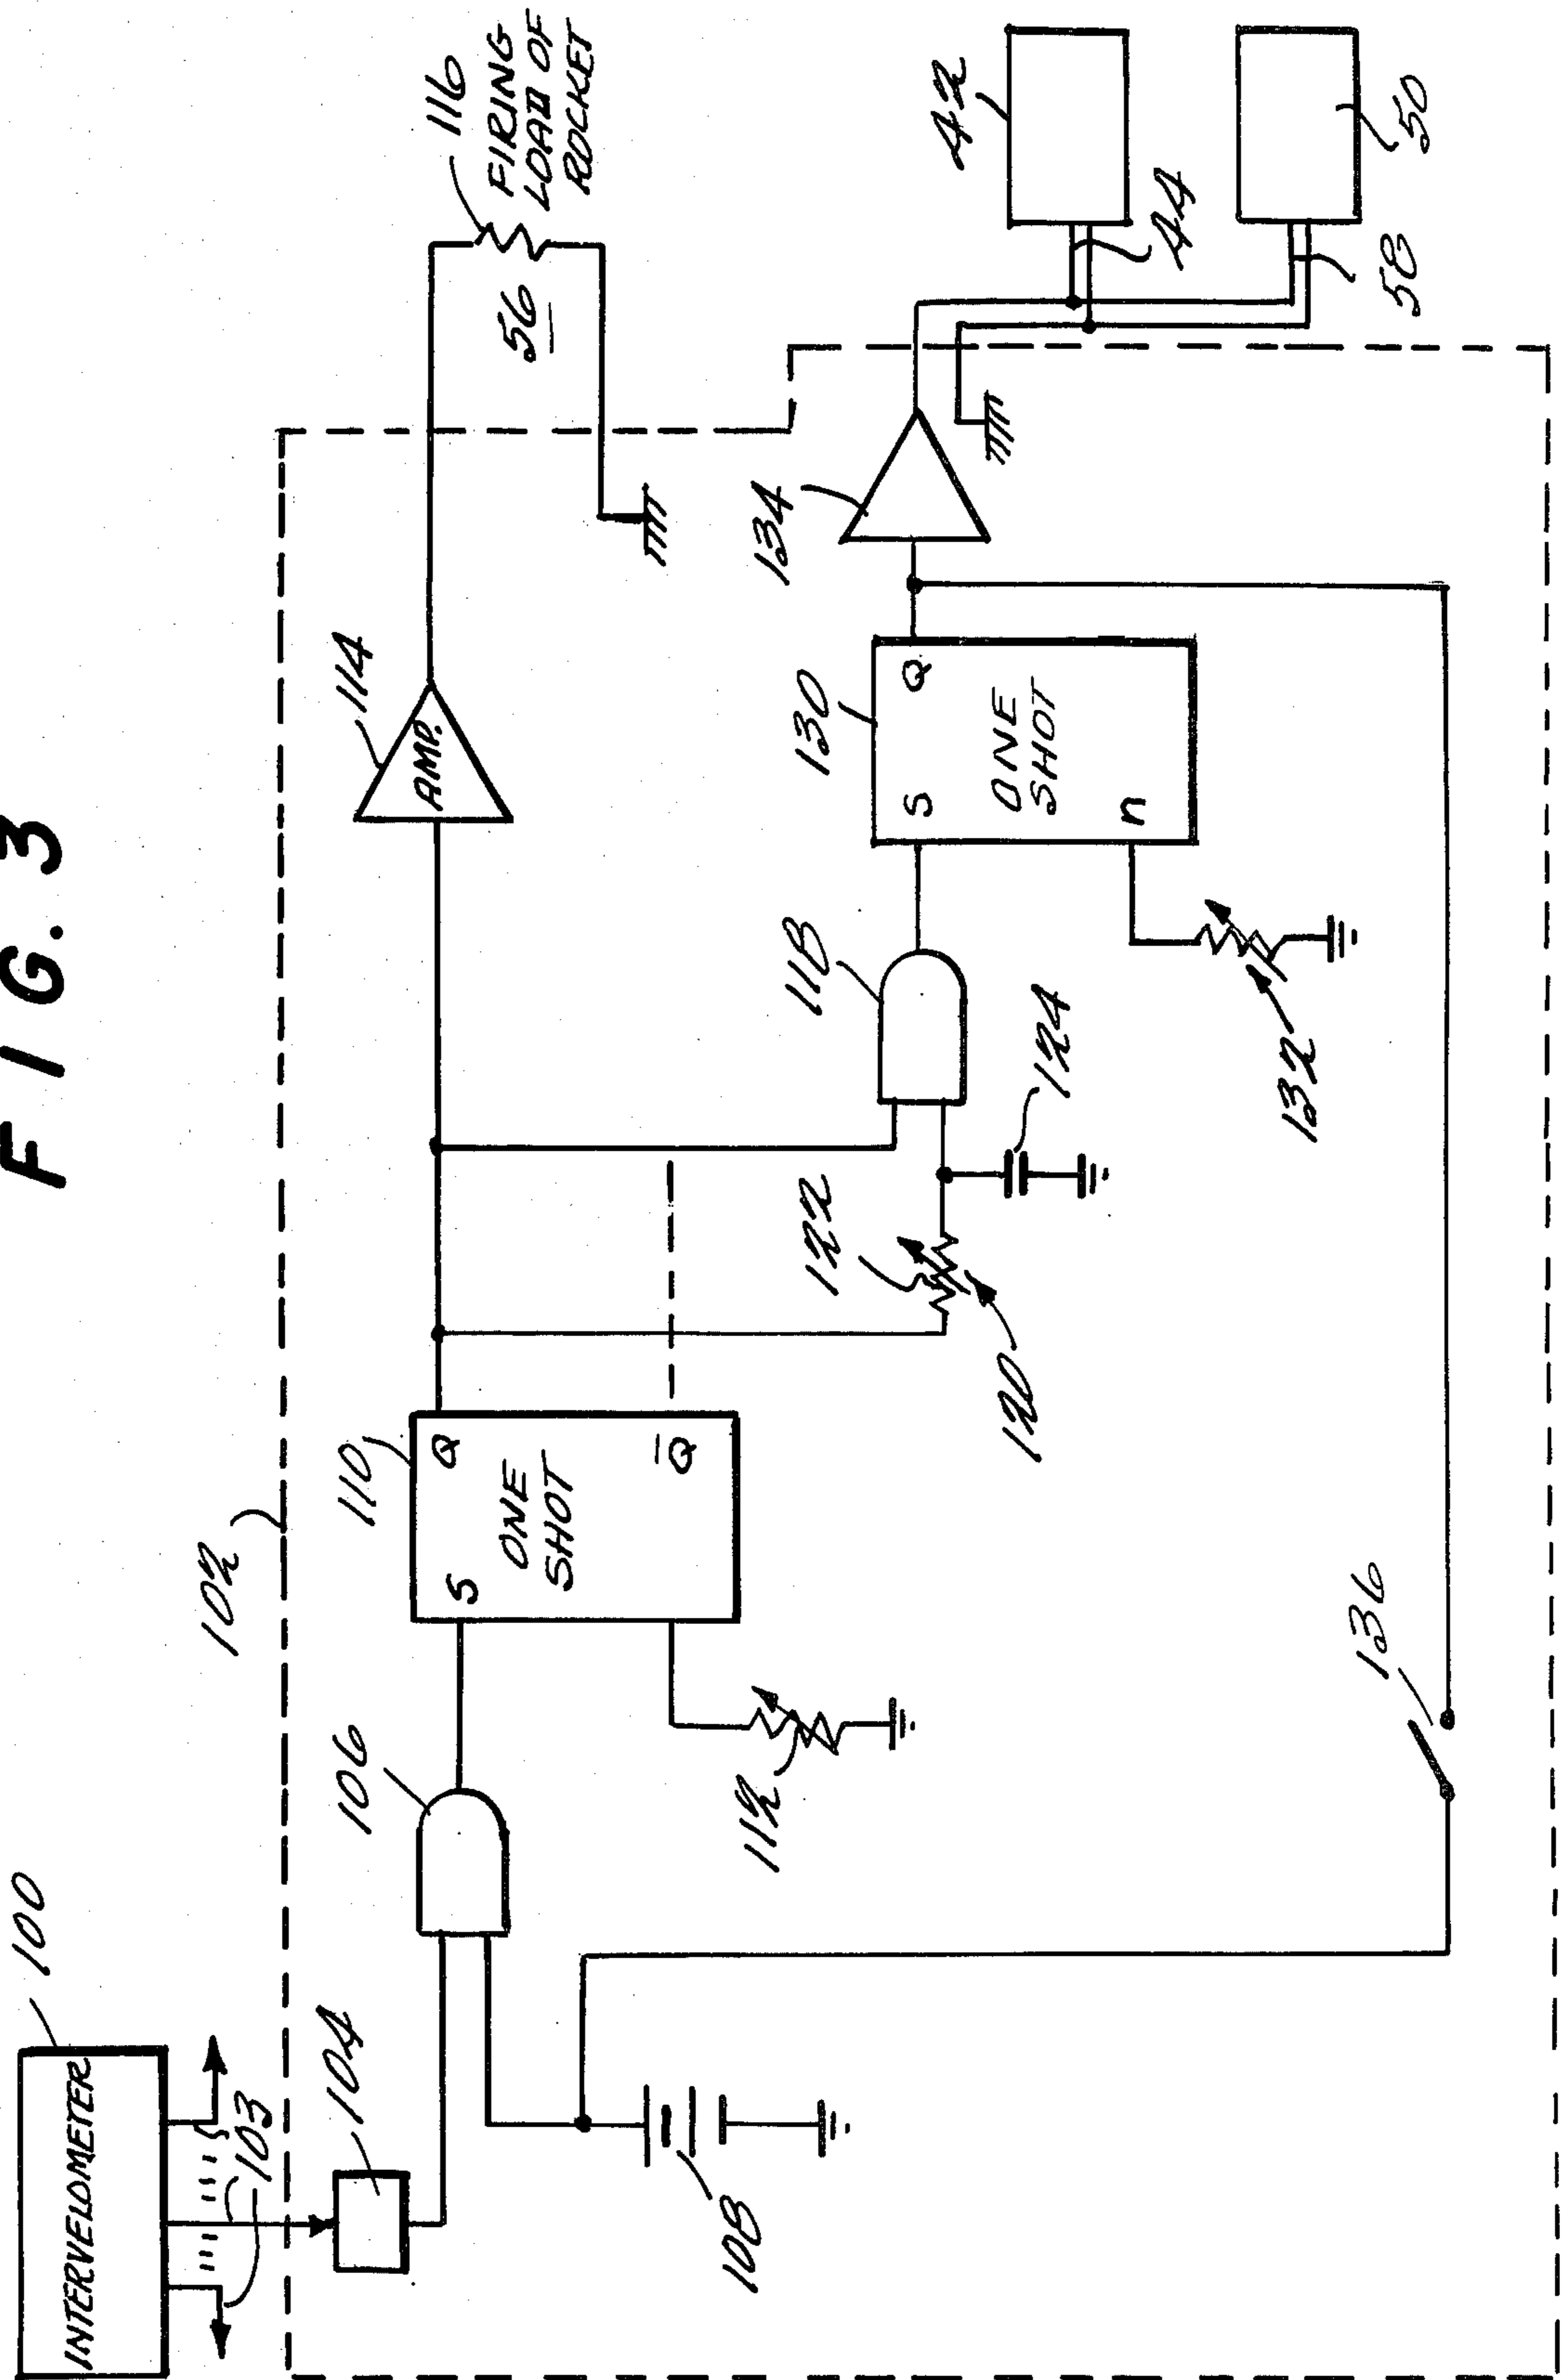 FIG. 3
INTERVELOMETER
100
103
102
104
106
108
110
S
Q
ONE
SHOT
Q̅
112
114
AMP.
116
FIRING
LOAD OF
ROCKET
56
118
120
122
124
130
S
Q
ONE
SHOT
n
132
134
136
42
44
50
58